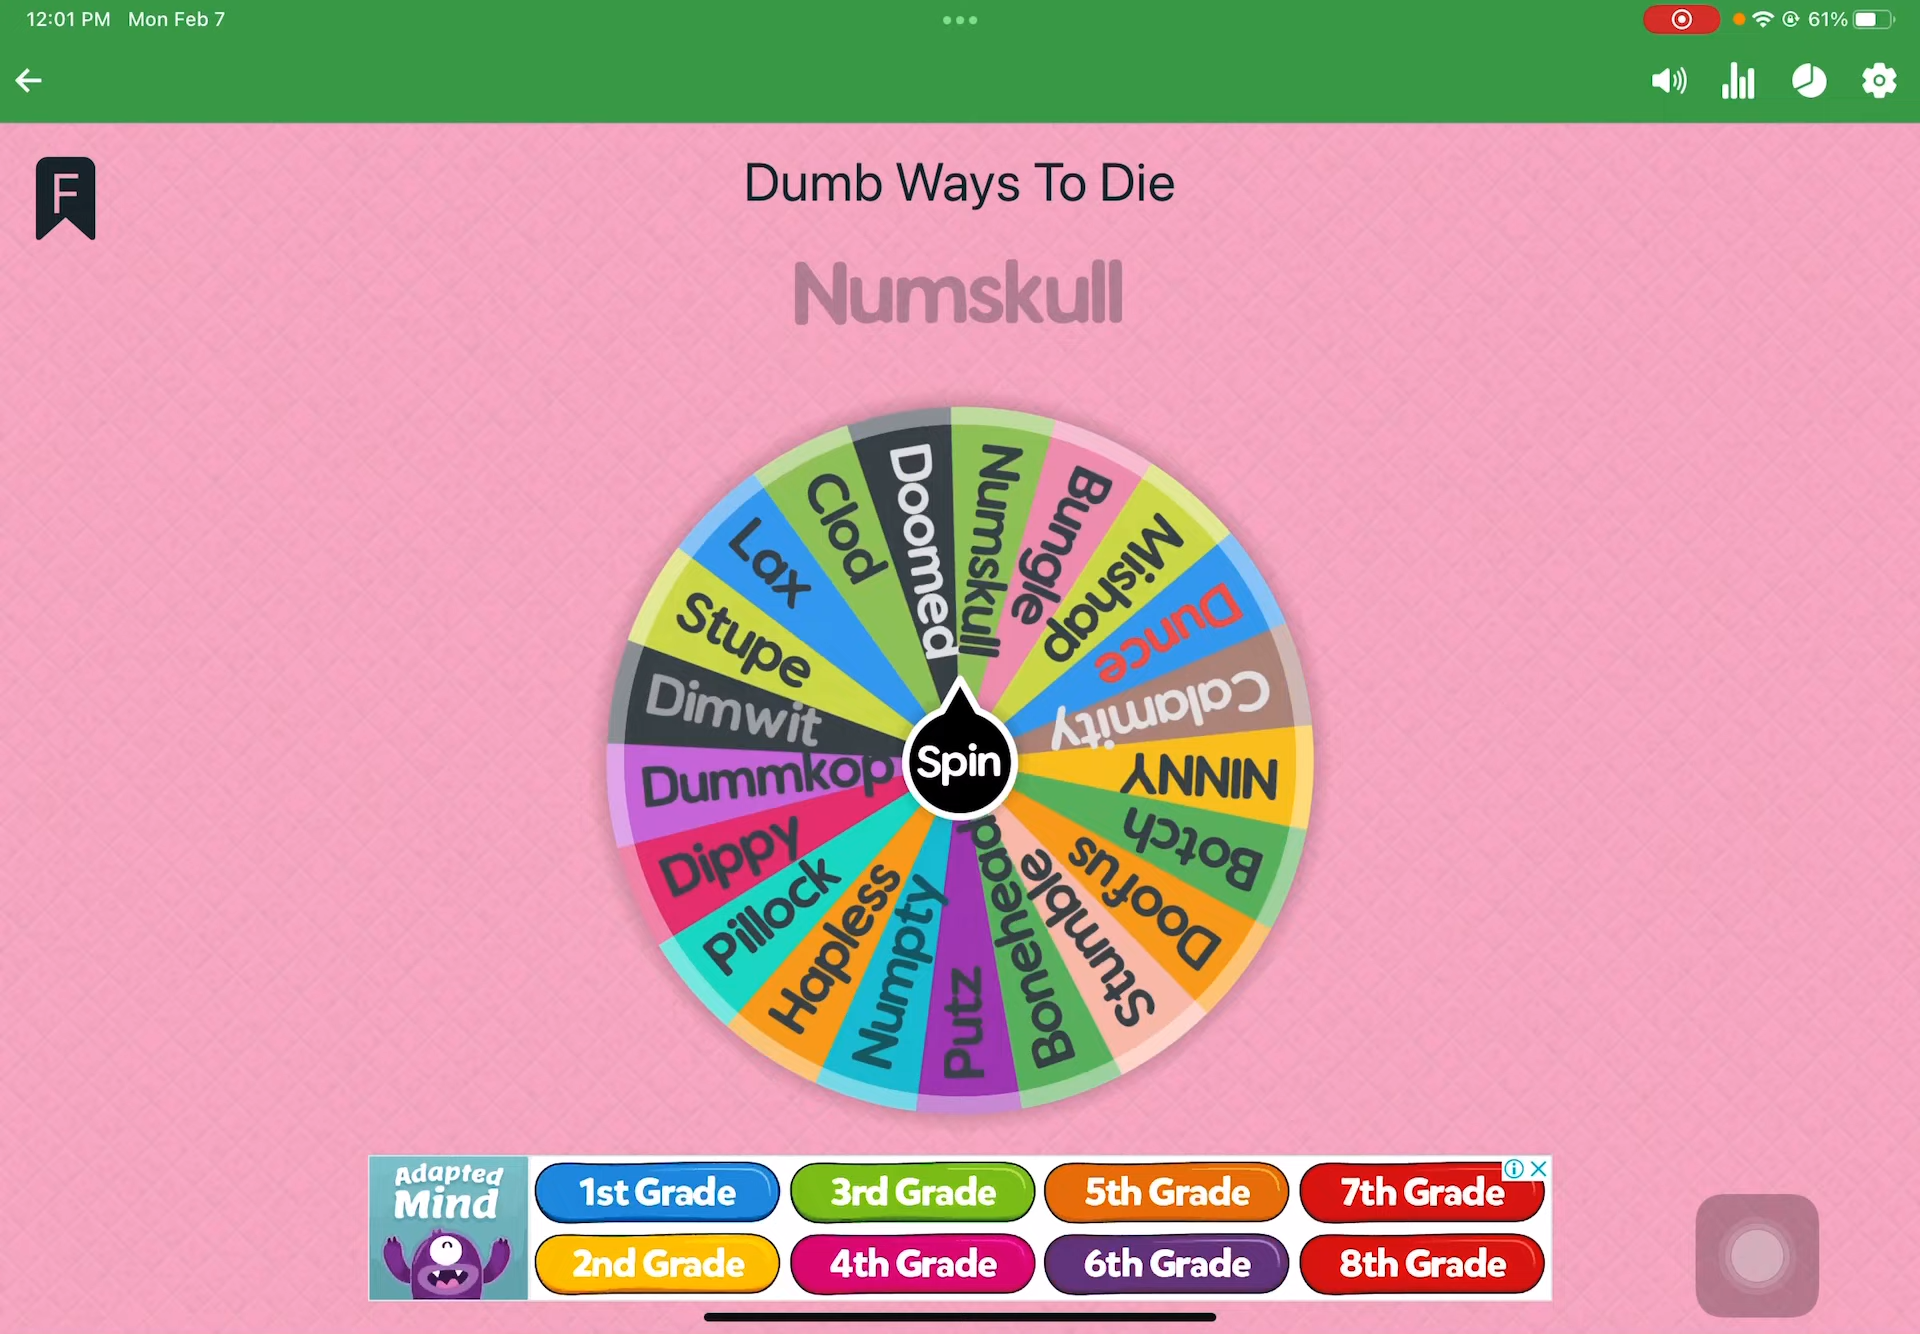 12:01 PM Mon Feb 7
61%
F
Dumb Ways To Die
Numskull
Doomed
Numskull
Bungle
Mishap
Dunce
Calamity
NINNY
Botch
Doofus
Stumble
Bonehead
Putz
Numpty
Hapless
Pillock
Dippy
Dummkop
Dimwit
Stupe
Lax
Clod
Spin
Adapted
Mind
1st Grade
3rd Grade
5th Grade
7th Grade
2nd Grade
4th Grade
6th Grade
8th Grade